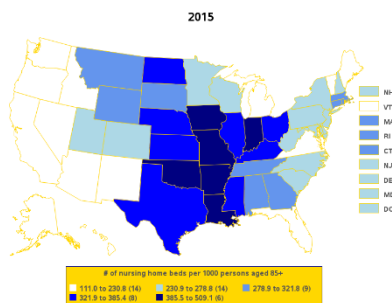 2015
NH
VT
MA
RI
CT
NJ
DE
MD
DC
# of nursing home beds per 1000 persons aged 85+
111.0 to 230.8 (14) 230.9 to 278.8 (14) 278.9 to 321.8 (9)
321.9 to 385.4 (8) 385.5 to 509.1 (6)